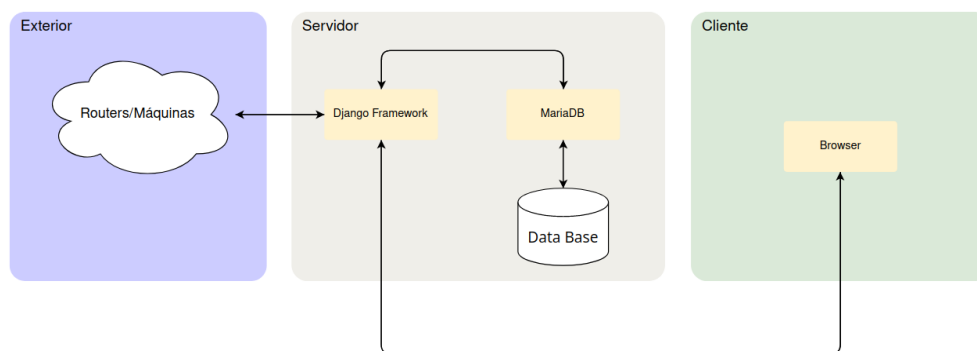 Exterior
Servidor
Cliente
Routers/Máquinas
Django Framework
MariaDB
Browser
Data Base